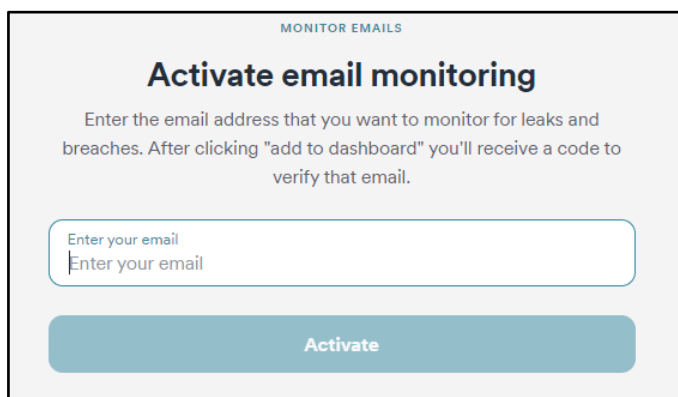 MONITOR EMAILS
Activate email monitoring
Enter the email address that you want to monitor for leaks and
breaches. After clicking "add to dashboard" you'll receive a code to
verify that email.
Enter your email
Enter your email
Activate